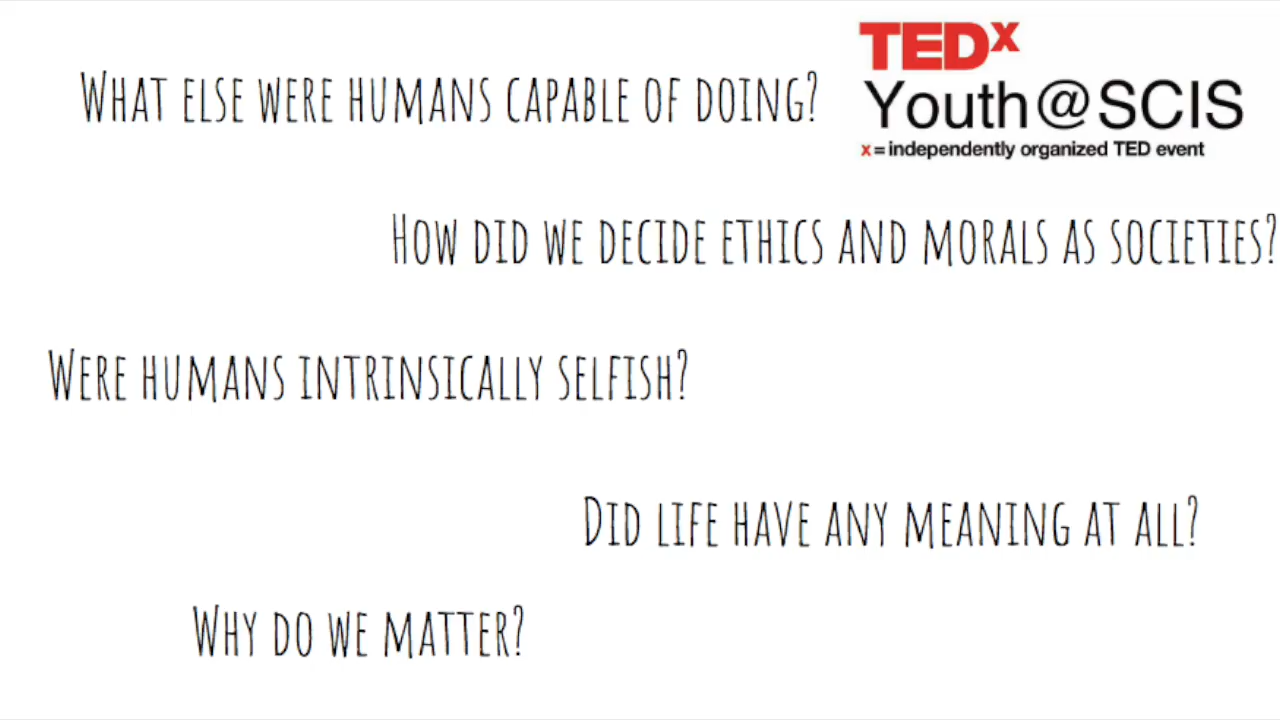 What else were humans capable of doing?
TEDx
Youth@SCIS
x=independently organized TED event
How did we decide ethics and morals as societies?
Were humans intrinsically selfish?
Did life have any meaning at all?
Why do we matter?